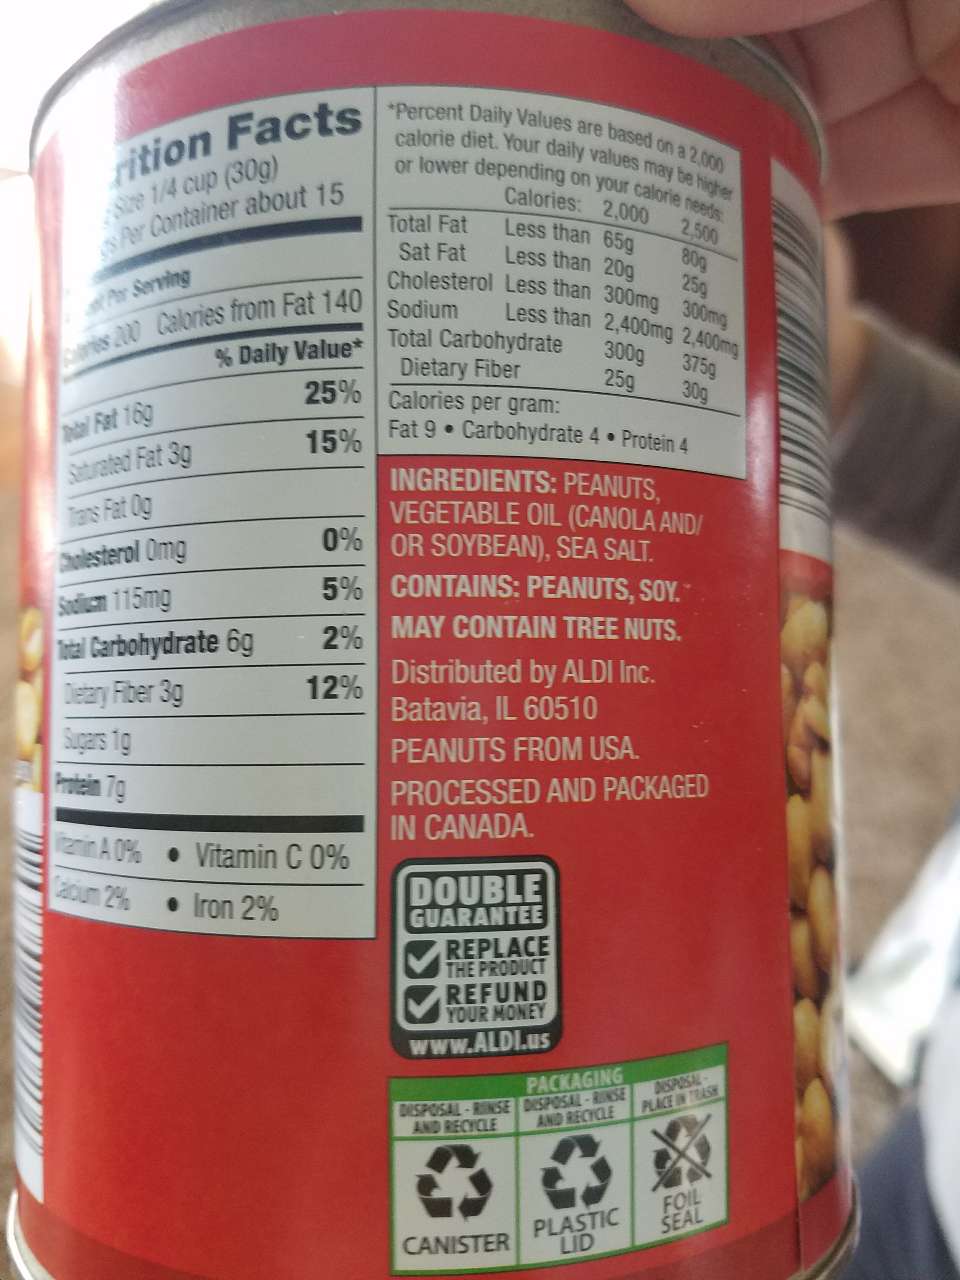 rition Facts
Size 1/4 cup (30g)
Per Container about 15
Per Serving
Calories 200 Calories from Fat 140
% Daily Value*
Total Fat 16g 25%
Saturated Fat 3g 15%
Trans Fat 0g
Cholesterol 0mg 0%
Sodium 115mg 5%
Total Carbohydrate 6g 2%
Dietary Fiber 3g 12%
Sugars 1g
Protein 7g
Vitamin A 0% • Vitamin C 0%
Calcium 2% • Iron 2%
*Percent Daily Values are based on a 2,000
calorie diet. Your daily values may be higher
or lower depending on your calorie needs:
Calories: 2,000 2,500
Total Fat Less than 65g 80g
Sat Fat Less than 20g 25g
Cholesterol Less than 300mg 300mg
Sodium Less than 2,400mg 2,400mg
Total Carbohydrate 300g 375g
Dietary Fiber 25g 30g
Calories per gram:
Fat 9 • Carbohydrate 4 • Protein 4
INGREDIENTS: PEANUTS,
VEGETABLE OIL (CANOLA AND/
OR SOYBEAN), SEA SALT.
CONTAINS: PEANUTS, SOY.
MAY CONTAIN TREE NUTS.
Distributed by ALDI Inc.
Batavia, IL 60510
PEANUTS FROM USA.
PROCESSED AND PACKAGED
IN CANADA.
DOUBLE
GUARANTEE
REPLACE
THE PRODUCT
REFUND
YOUR MONEY
www.ALDI.us
PACKAGING
DISPOSAL - RINSE
AND RECYCLE
CANISTER
DISPOSAL - RINSE
AND RECYCLE
PLASTIC
LID
DISPOSAL -
PLACE IN TRASH
FOIL
SEAL